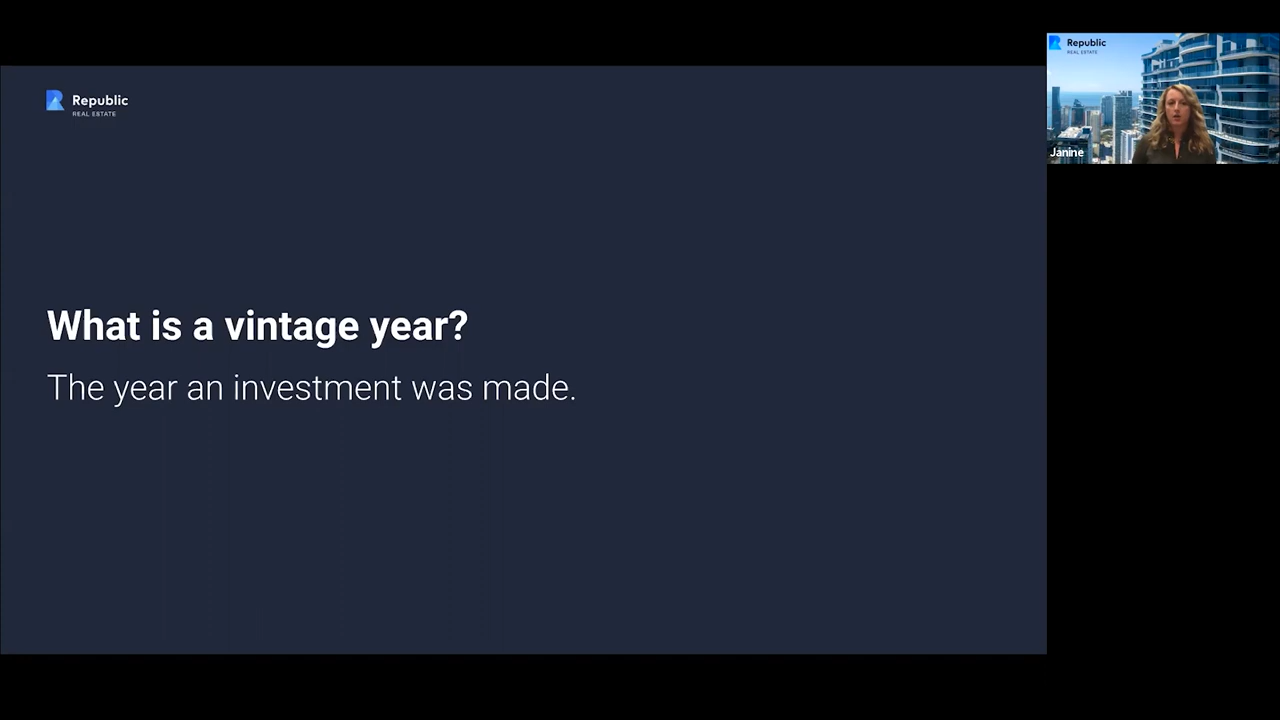 Republic
REAL ESTATE
What is a vintage year?
The year an investment was made.
Republic
REAL ESTATE
Janine